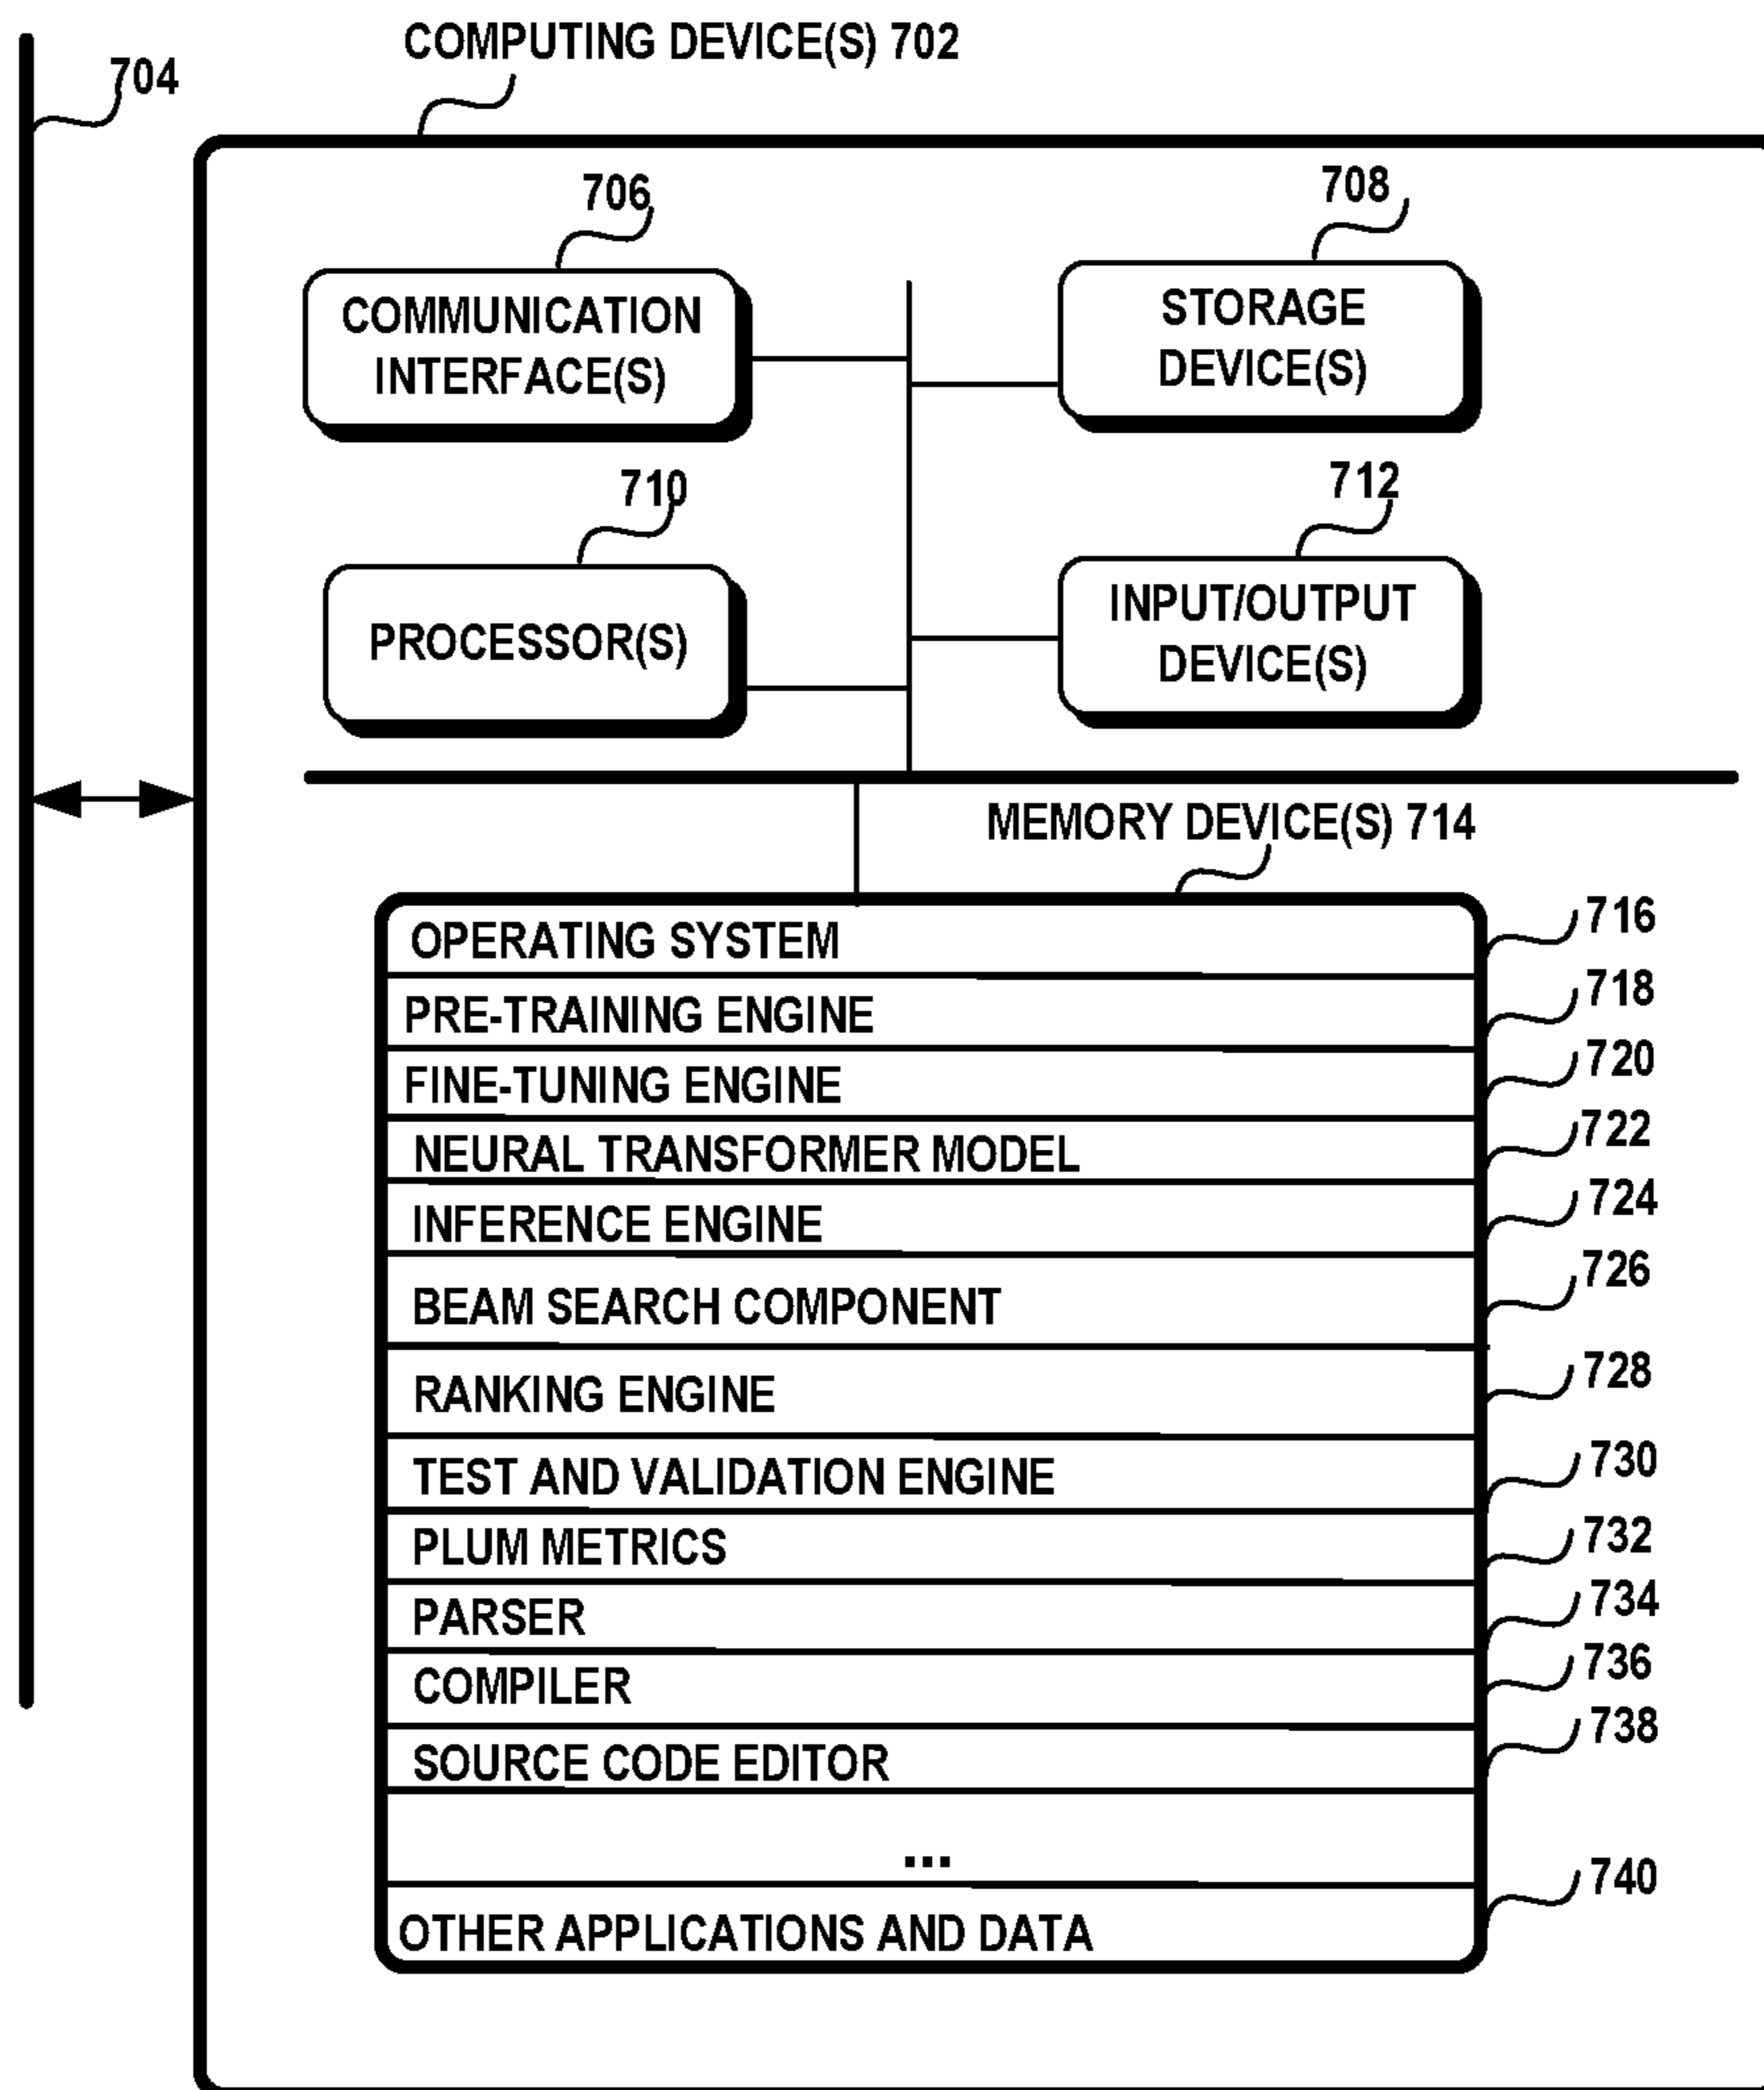 COMPUTING DEVICE(S) 702
704
706
708
COMMUNICATION
INTERFACE(S)
STORAGE
DEVICE(S)
710
712
PROCESSOR(S)
INPUT/OUTPUT
DEVICE(S)
MEMORY DEVICE(S) 714
OPERATING SYSTEM 716
PRE-TRAINING ENGINE 718
FINE-TUNING ENGINE 720
NEURAL TRANSFORMER MODEL 722
INFERENCE ENGINE 724
BEAM SEARCH COMPONENT 726
RANKING ENGINE 728
TEST AND VALIDATION ENGINE 730
PLUM METRICS 732
PARSER 734
COMPILER 736
SOURCE CODE EDITOR 738
...
OTHER APPLICATIONS AND DATA 740